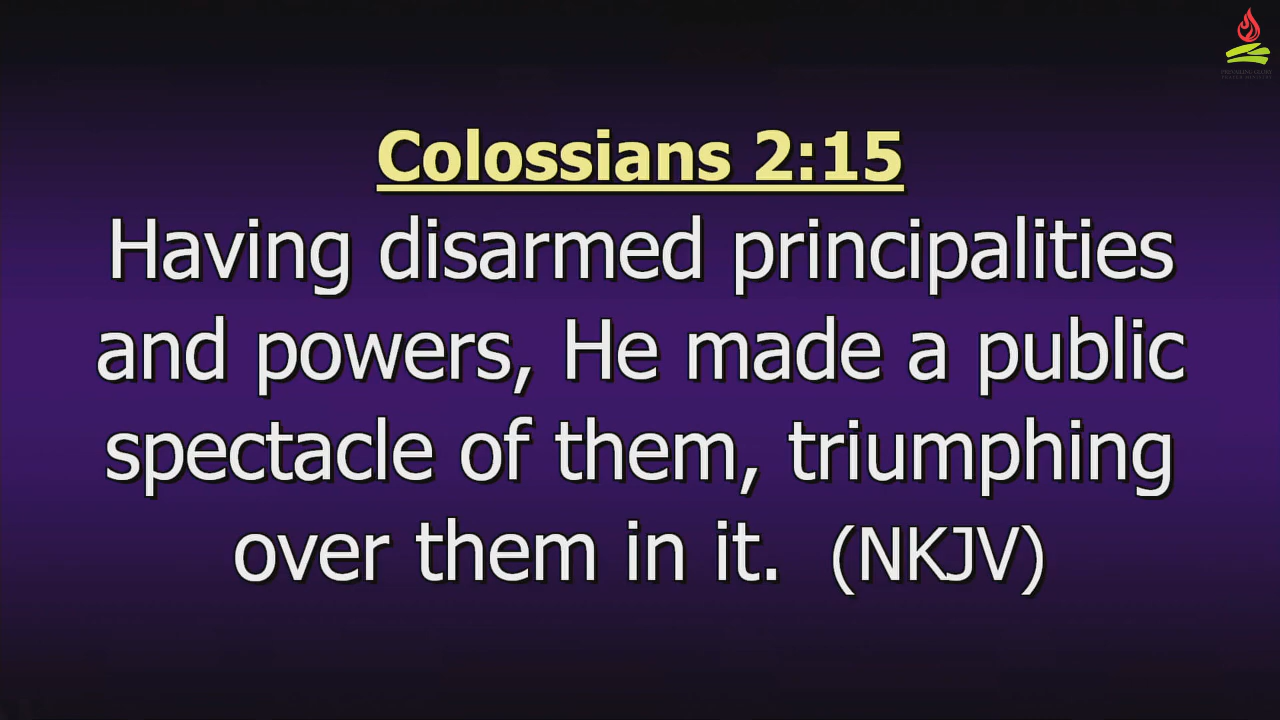 Colossians 2:15
Having disarmed principalities
and powers, He made a public
spectacle of them, triumphing
over them in it. (NKJV)